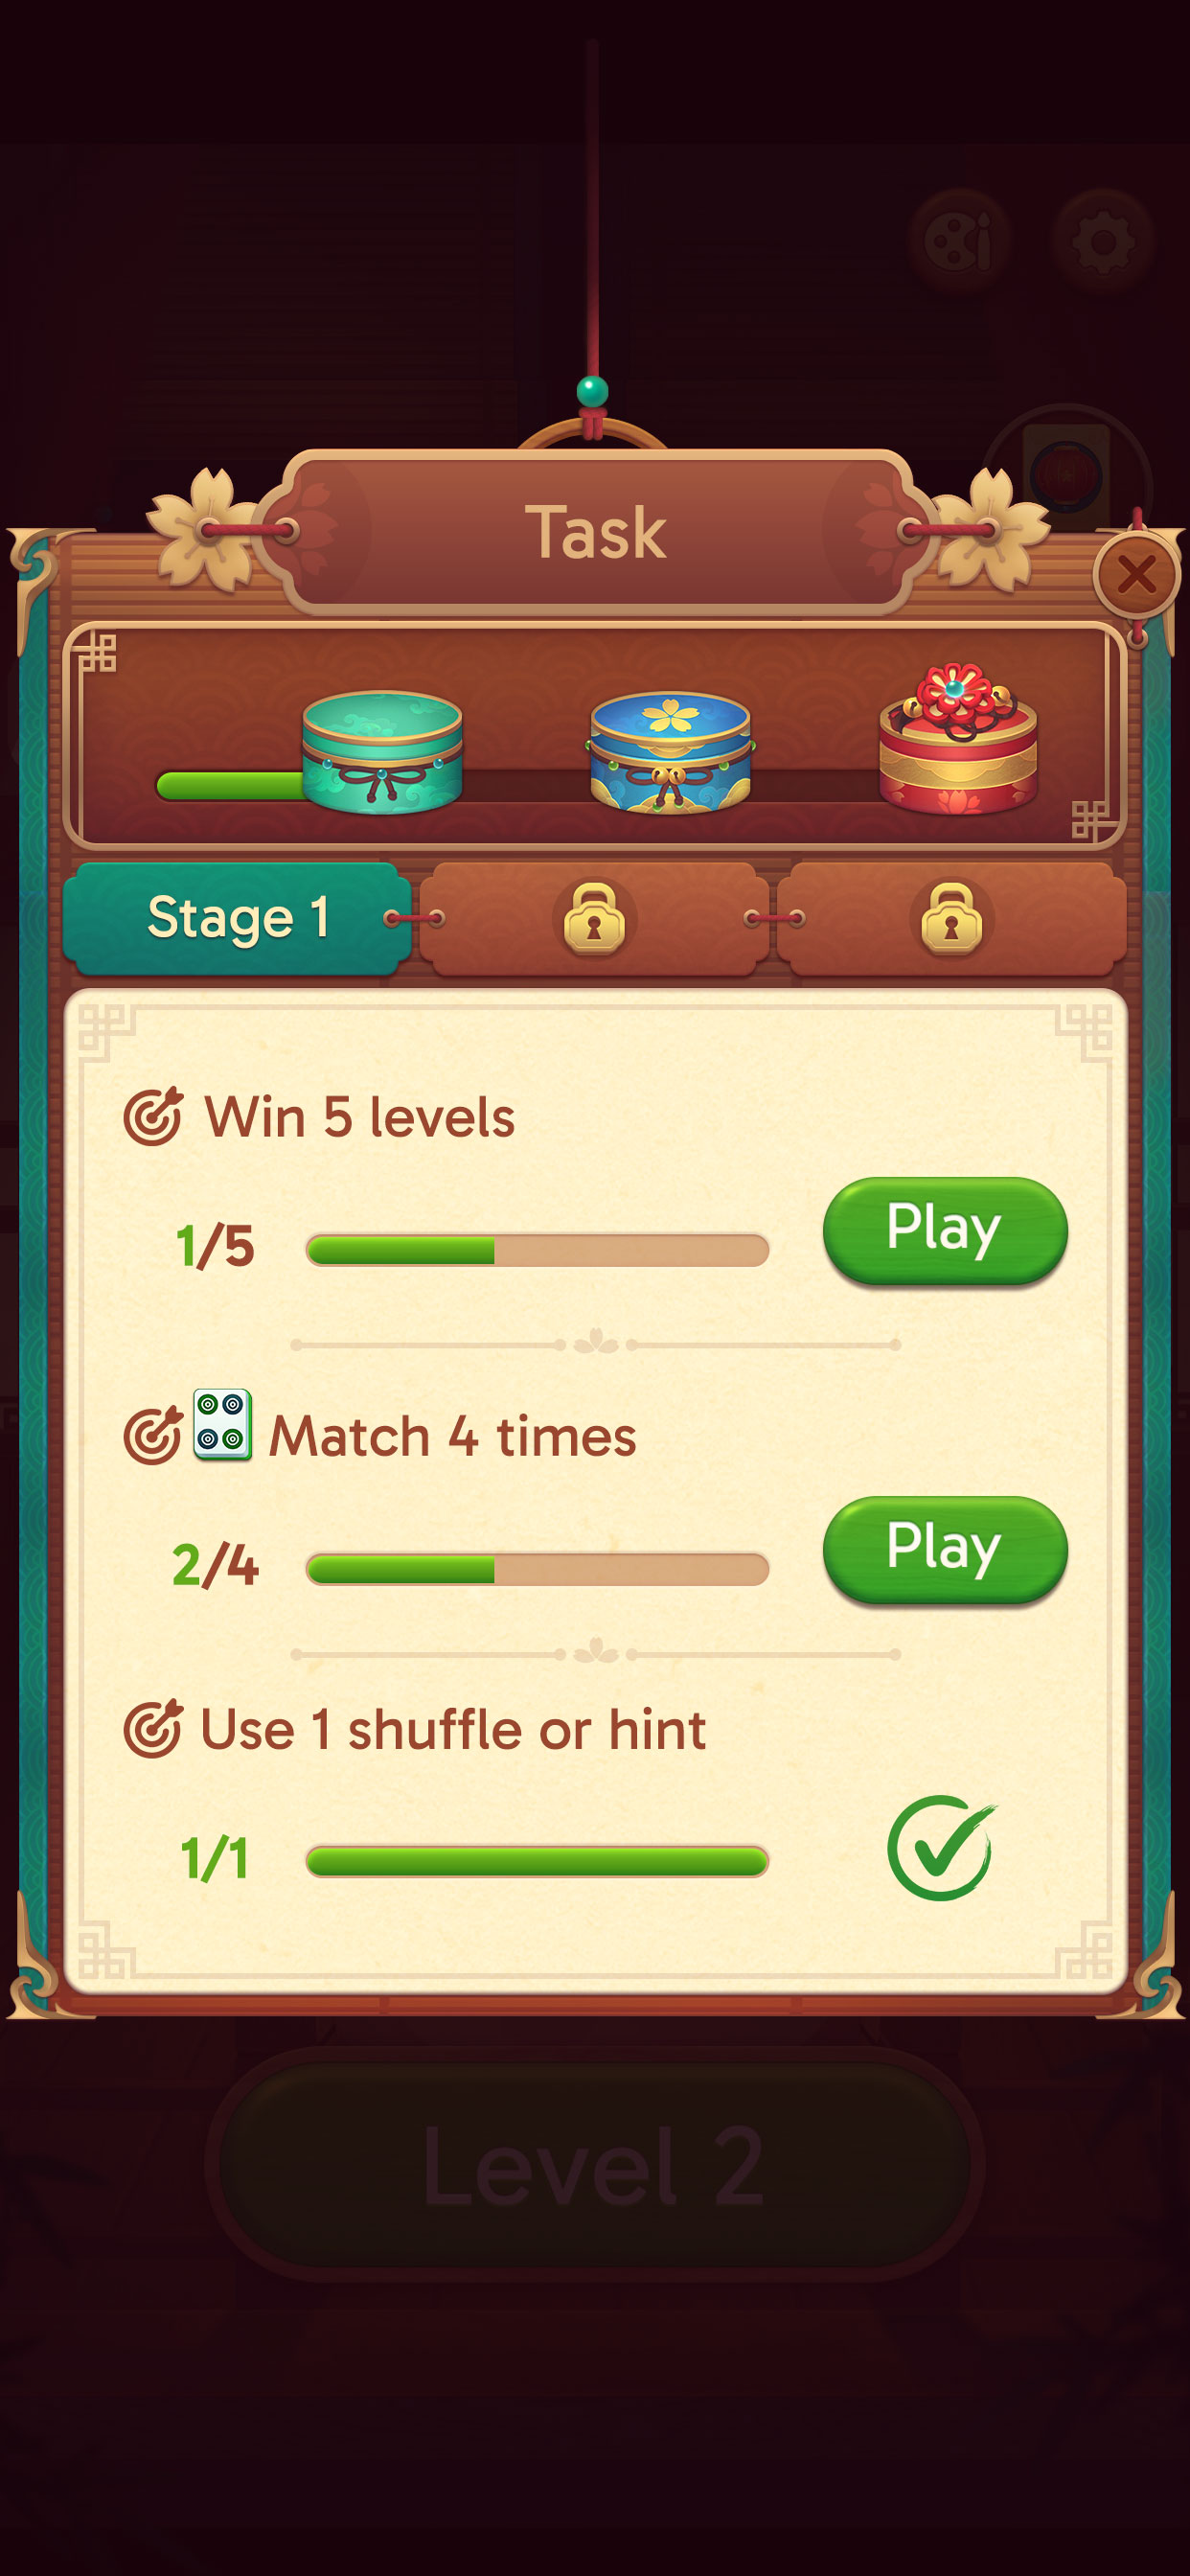 Task
Stage 1
Win 5 levels
1/5
Play
Match 4 times
2/4
Play
Use 1 shuffle or hint
1/1
Level 2